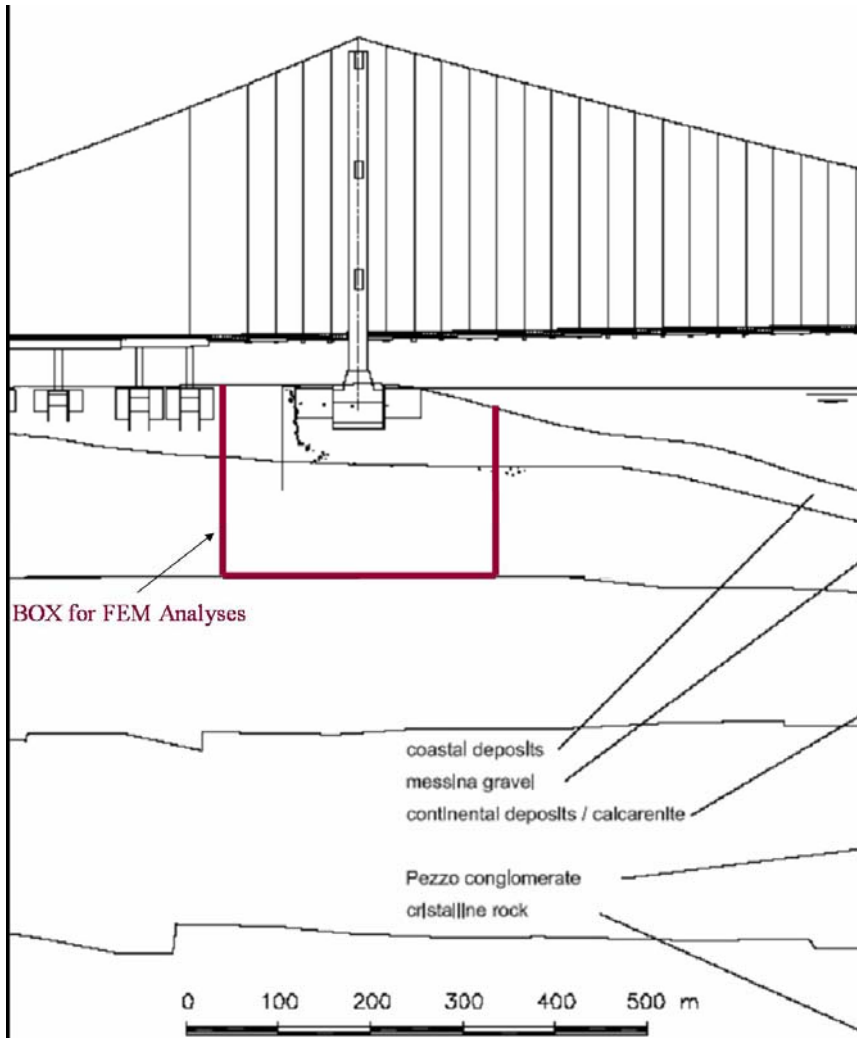 BOX for FEM Analyses
coastal deposits
messina gravel
continental deposits / calcarenite
Pezzo conglomerate
cristalline rock
0 100 200 300 400 500 m